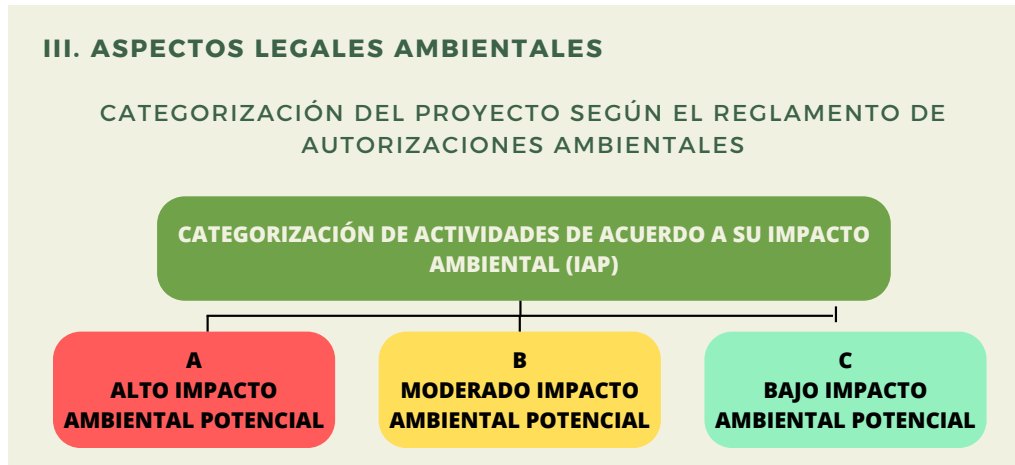 III. ASPECTOS LEGALES AMBIENTALES
CATEGORIZACIÓN DEL PROYECTO SEGÚN EL REGLAMENTO DE
AUTORIZACIONES AMBIENTALES
CATEGORIZACIÓN DE ACTIVIDADES DE ACUERDO A SU IMPACTO
AMBIENTAL (IAP)
A
ALTO IMPACTO
AMBIENTAL POTENCIAL
B
MODERADO IMPACTO
AMBIENTAL POTENCIAL
C
BAJO IMPACTO
AMBIENTAL POTENCIAL